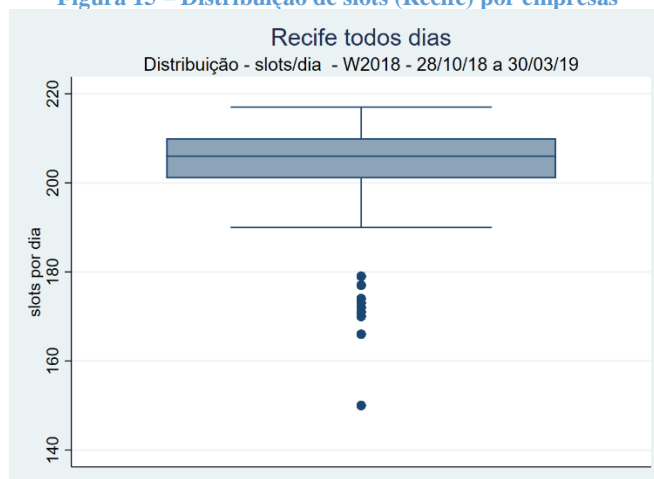 Figura 15 – Distribuição de slots (Recife) por empresas
Recife todos dias
Distribuição - slots/dia - W2018 - 28/10/18 a 30/03/19
slots por dia
220
200
180
160
140